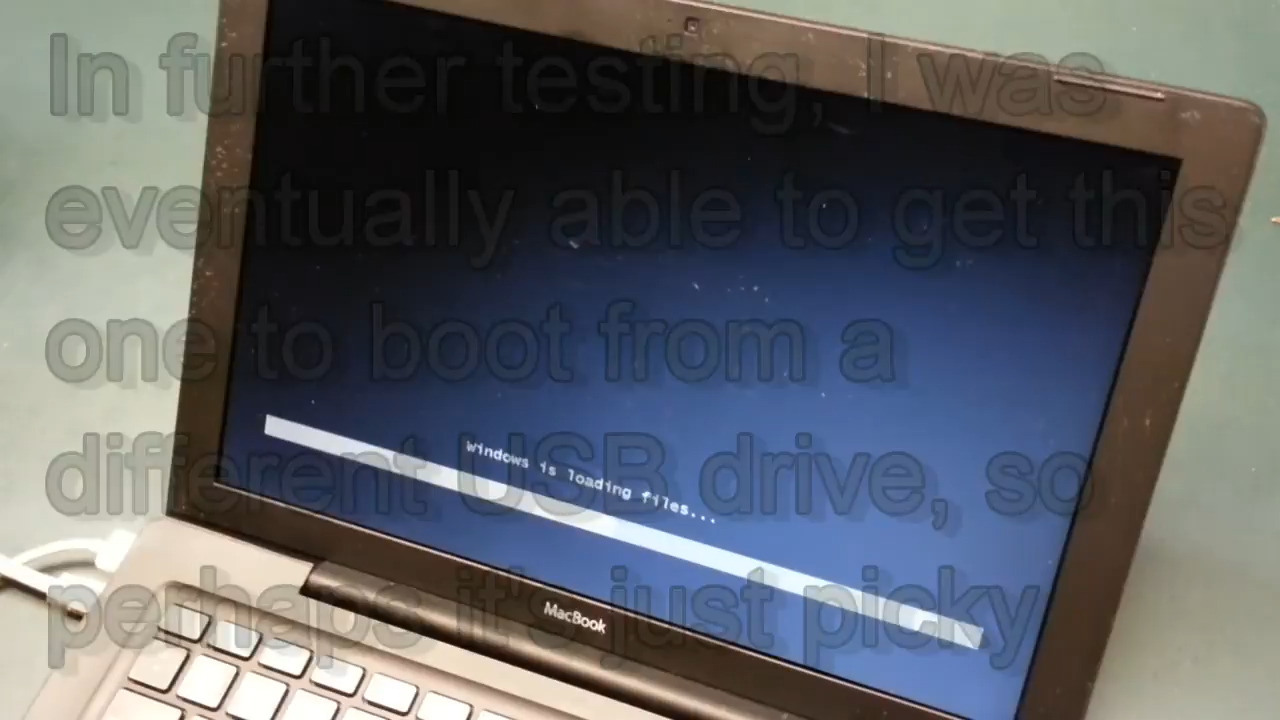 In further testing, I was
eventually able to get this
one to boot from a
different USB drive, so
perhaps it's just picky
Windows is loading files...
MacBook